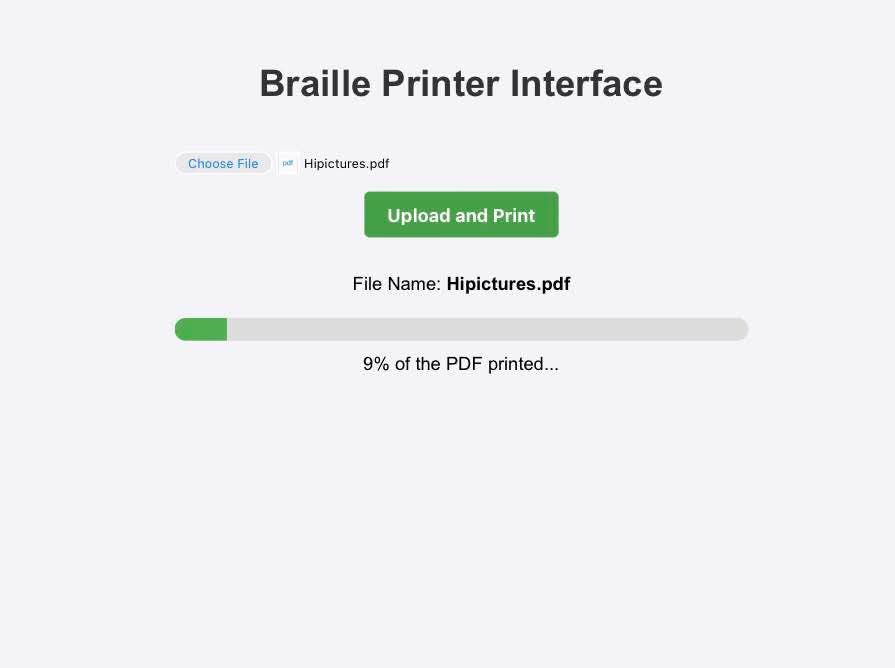 Braille Printer Interface
Choose File pdf Hipictures.pdf
Upload and Print
File Name: Hipictures.pdf
9% of the PDF printed...